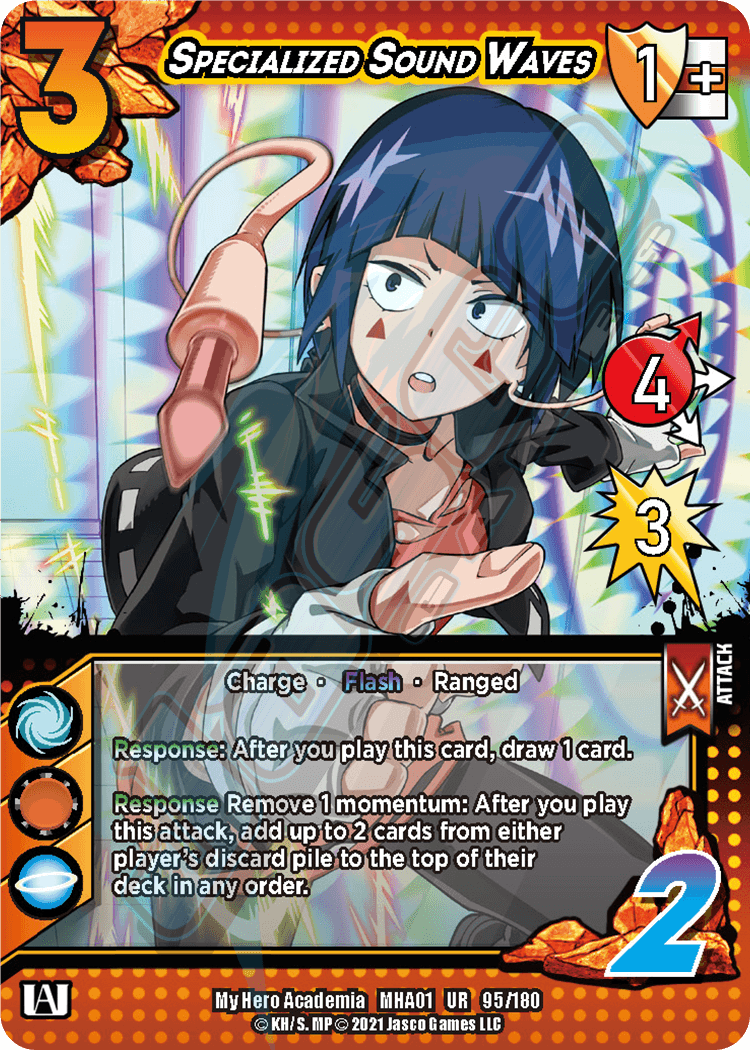 3
SPECIALIZED SOUND WAVES
1
+
4
3
ATTACK
Charge · Flash · Ranged
Response: After you play this card, draw 1 card.
Response Remove 1 momentum: After you play
this attack, add up to 2 cards from either
player's discard pile to the top of their
deck in any order.
2
UA
My Hero Academia MHA01 UR 95/180
© KH/S. MP © 2021 Jasco Games LLC